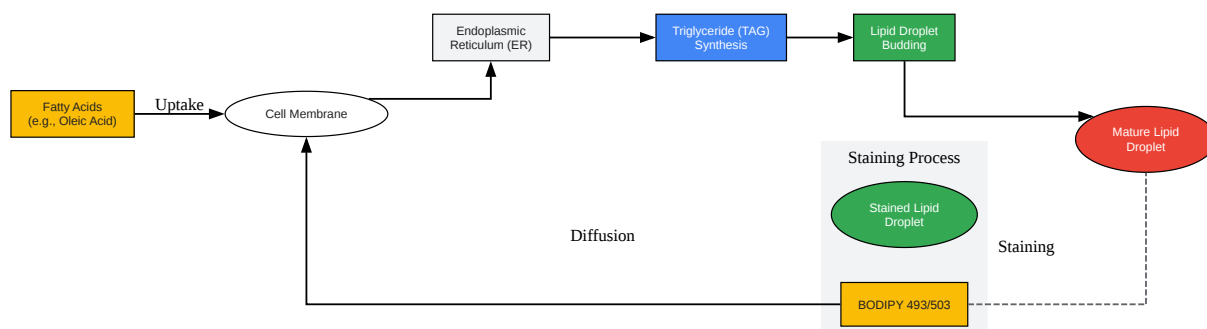 Endoplasmic
Reticulum (ER)
Triglyceride (TAG)
Synthesis
Lipid Droplet
Budding
Fatty Acids
(e.g., Oleic Acid)
Uptake
Cell Membrane
Mature Lipid
Droplet
Staining Process
Stained Lipid
Droplet
Diffusion
Staining
BODIPY 493/503